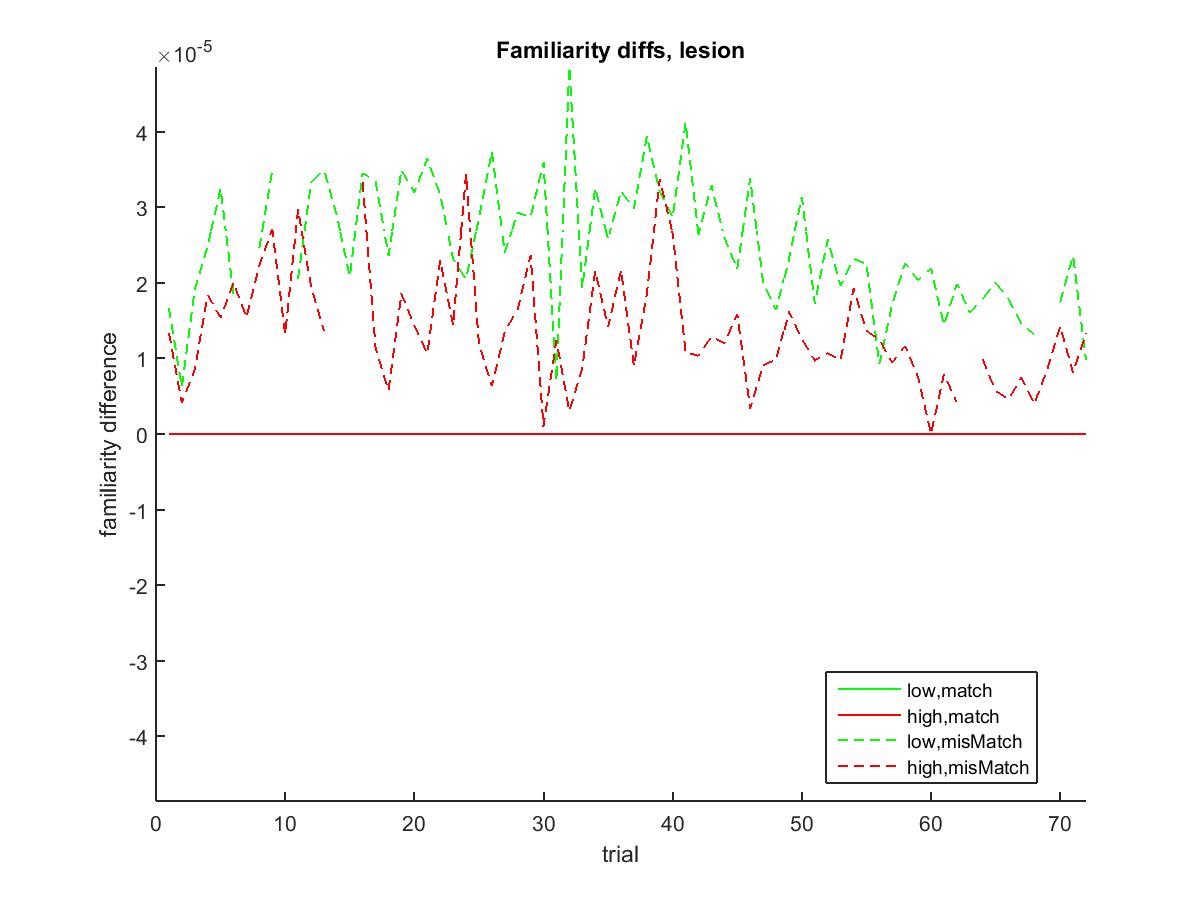 Familiarity diffs, lesion
×10-5
4
3
2
1
0
-1
-2
-3
-4
familiarity difference
low,match
high,match
low,misMatch
high,misMatch
0 10 20 30 40 50 60 70
trial